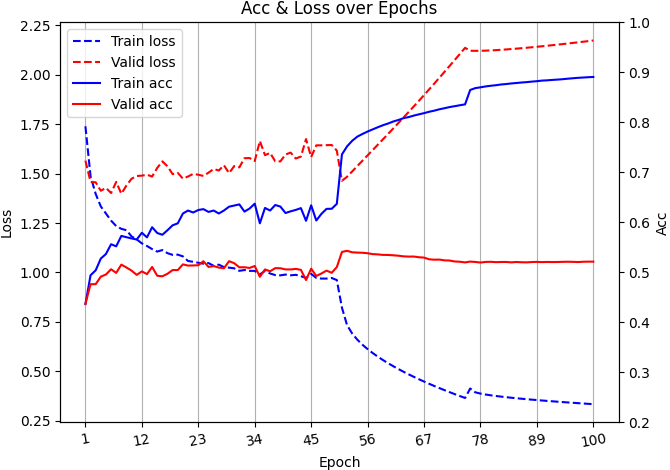 Acc & Loss over Epochs
Train loss
Valid loss
Train acc
Valid acc
2.25
2.00
1.75
1.50
1.25
1.00
0.75
0.50
0.25
Loss
1.0
0.9
0.8
0.7
0.6
0.5
0.4
0.3
0.2
Acc
1 12 23 34 45 56 67 78 89 100
Epoch